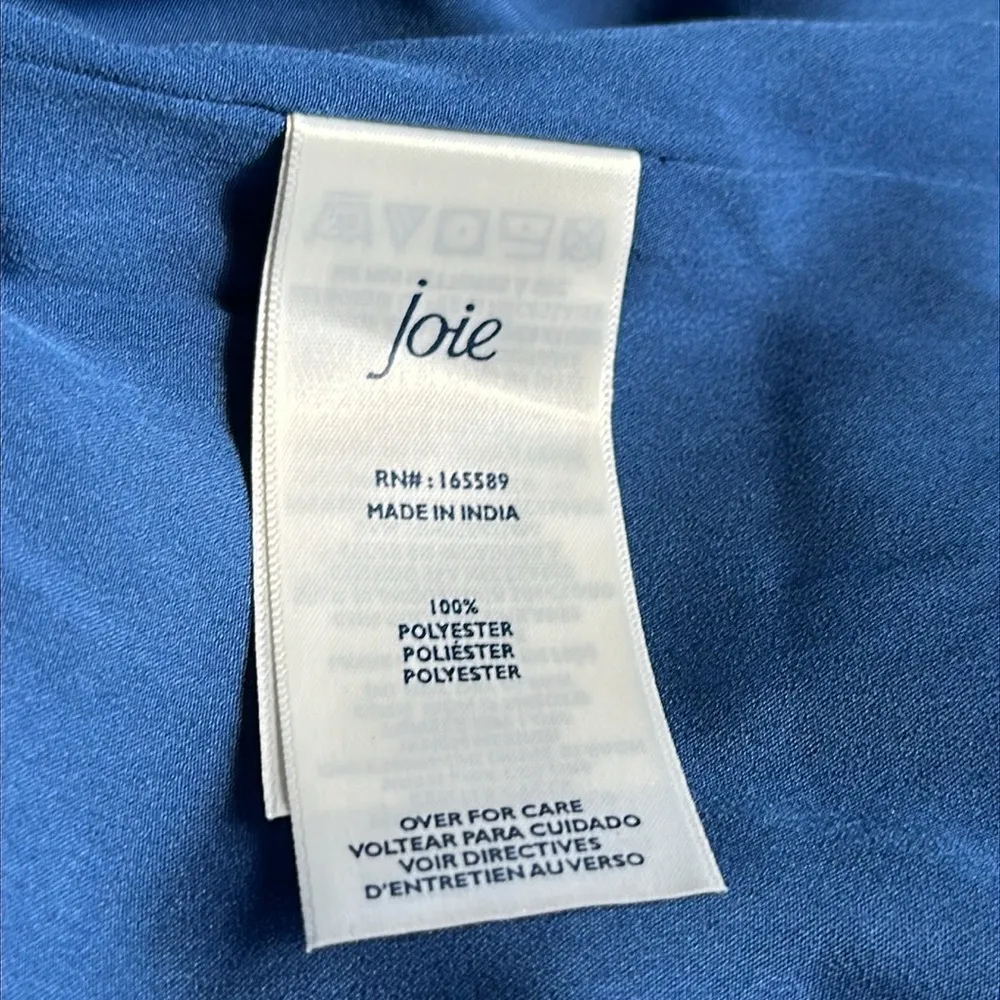 joie
RN# : 165589
MADE IN INDIA
100%
POLYESTER
POLIÉSTER
POLYESTER
OVER FOR CARE
VOLTEAR PARA CUIDADO
VOIR DIRECTIVES
D'ENTRETIEN AU VERSO